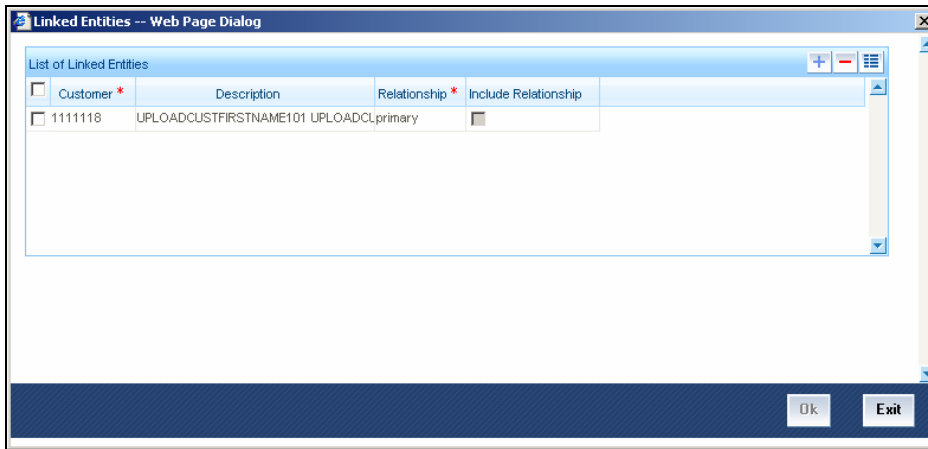 Linked Entities -- Web Page Dialog
List of Linked Entities
Customer * Description Relationship * Include Relationship
1111118 UPLOADCUSTFIRSTNAME101 UPLOADCU primary
Ok Exit